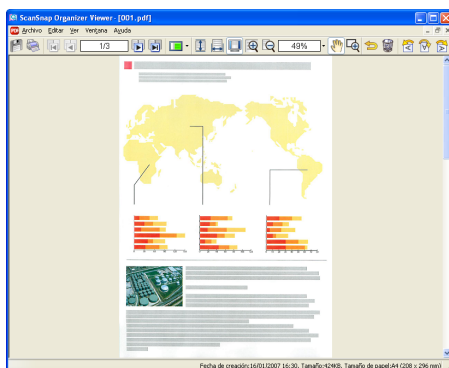 ScanSnap Organizer Viewer - [001.pdf]
Archivo Editar Ver Ventana Ayuda
1/3 49%
Fecha de creación:16/01/2007 16:30, Tamaño:424KB, Tamaño de papel:A4 (208 x 296 mm)